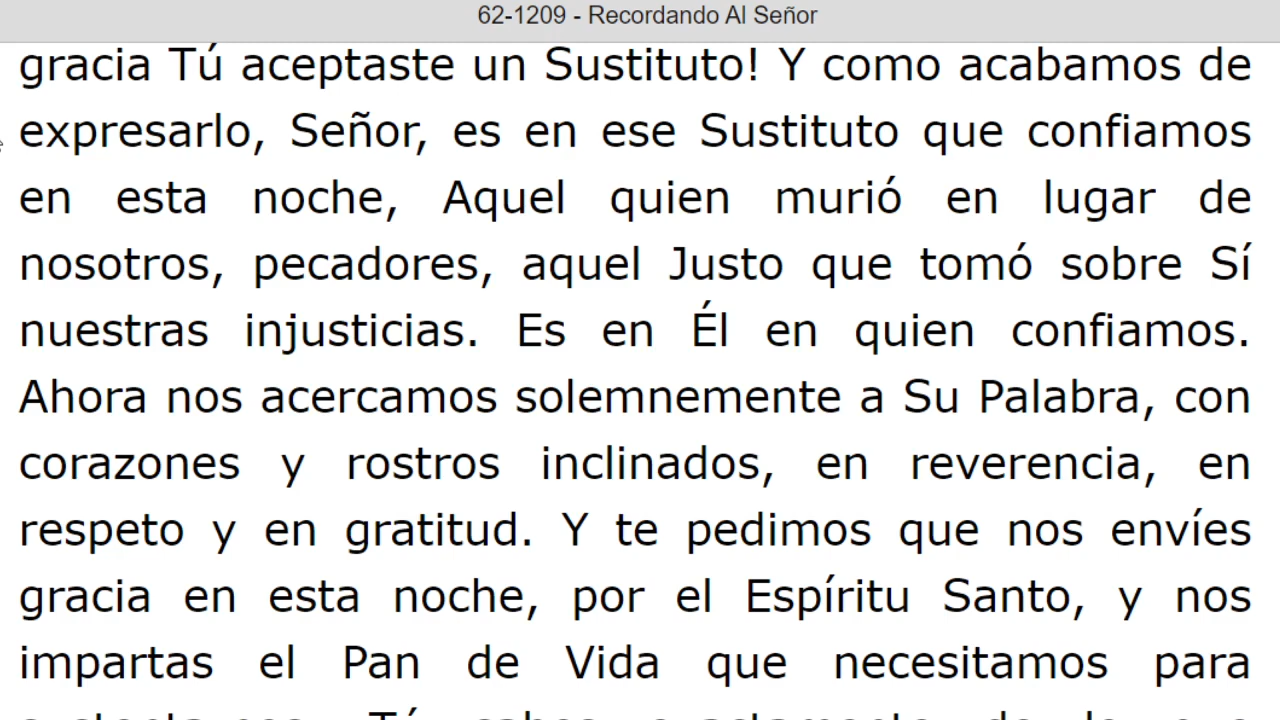 62-1209 - Recordando Al Señor
gracia Tú aceptaste un Sustituto! Y como acabamos de
expresarlo, Señor, es en ese Sustituto que confiamos
en esta noche, Aquel quien murió en lugar de
nosotros, pecadores, aquel Justo que tomó sobre Sí
nuestras injusticias. Es en Él en quien confiamos.
Ahora nos acercamos solemnemente a Su Palabra, con
corazones y rostros inclinados, en reverencia, en
respeto y en gratitud. Y te pedimos que nos envíes
gracia en esta noche, por el Espíritu Santo, y nos
impartas el Pan de Vida que necesitamos para